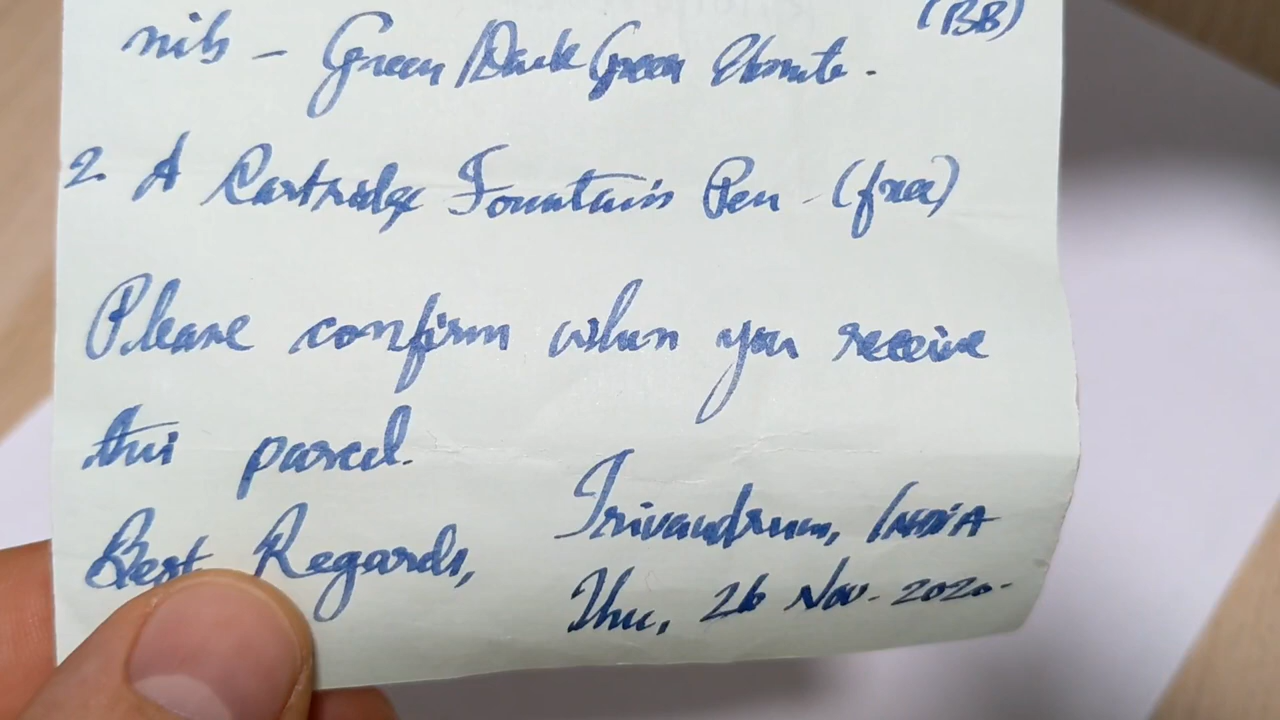 (BB)
nibs - Green/Dark Green Ebonite.
2. A Cartridge Fountain Pen - (free)
Please confirm when you receive
this parcel.
Best Regards,
Trivandrum, INDIA
Thu, 26 Nov. 2020.